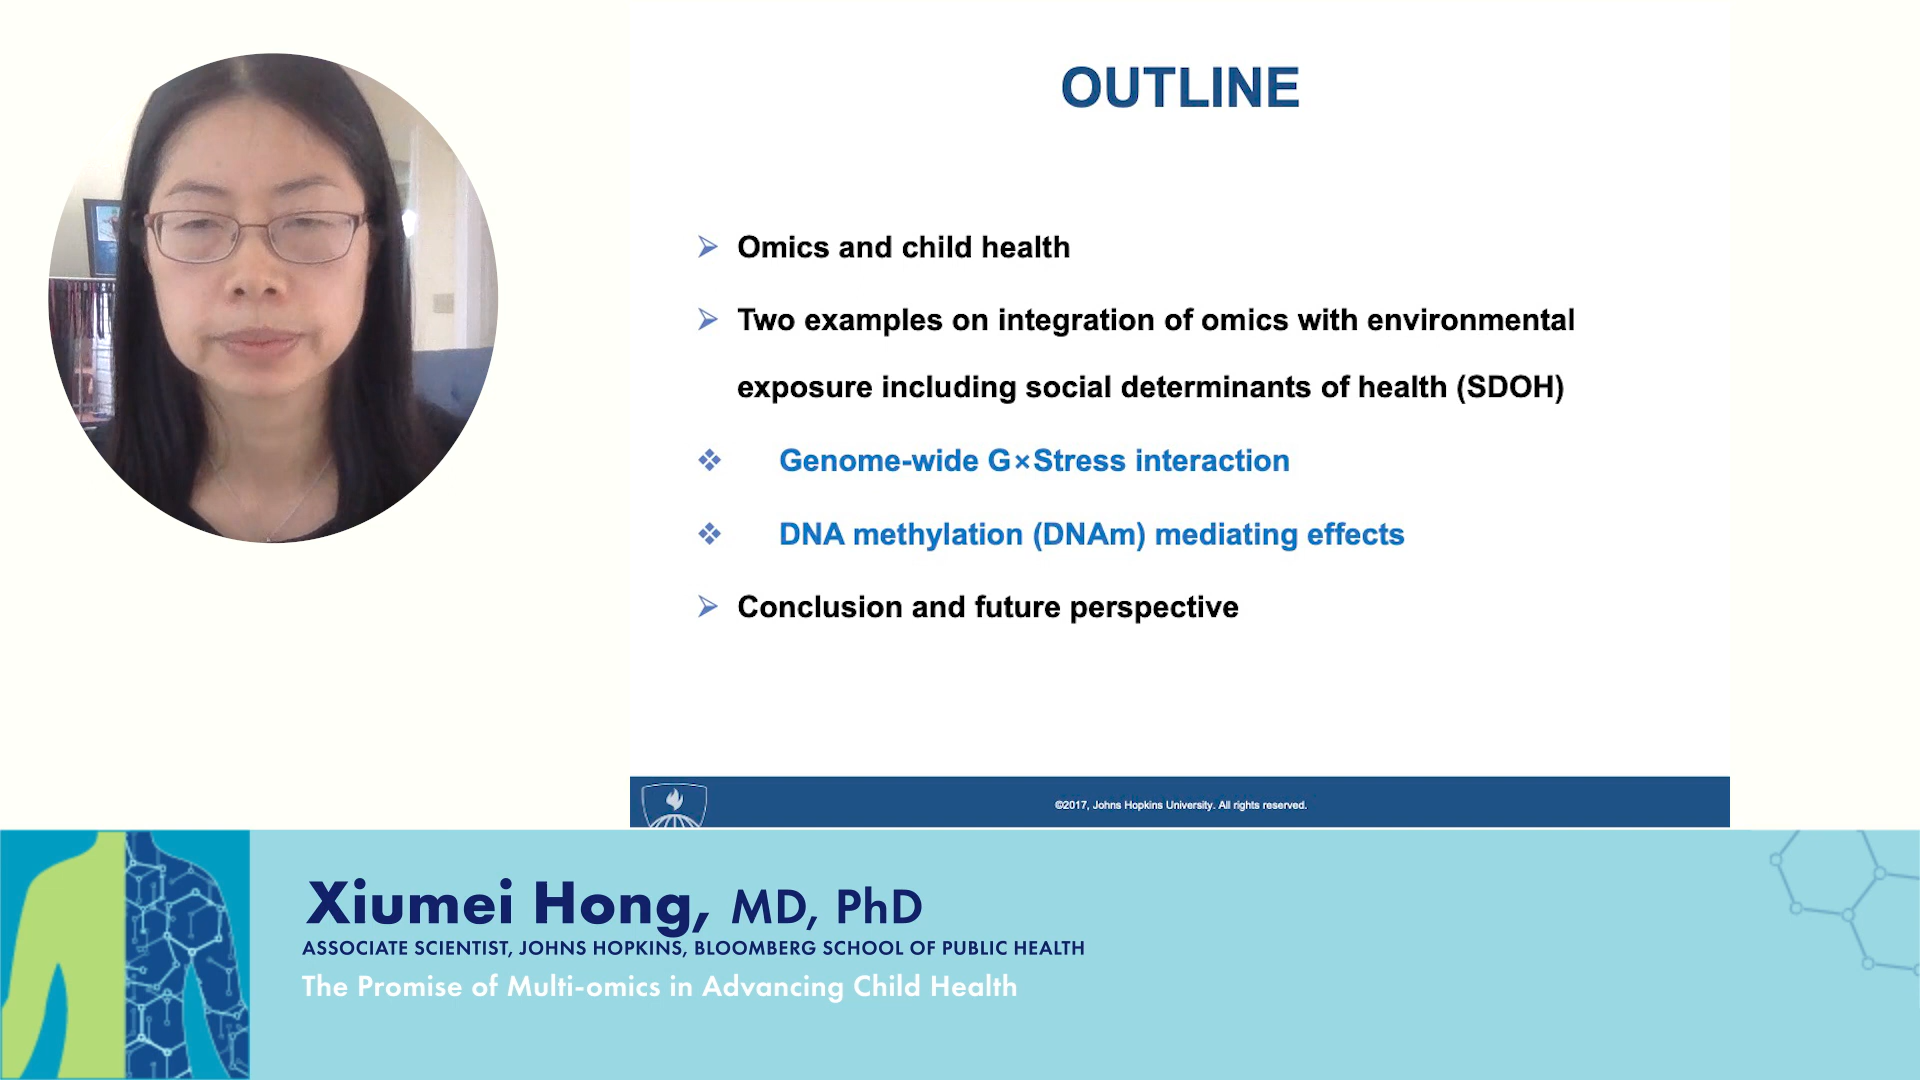 OUTLINE
➢ Omics and child health
➢ Two examples on integration of omics with environmental
exposure including social determinants of health (SDOH)
❖ Genome-wide G×Stress interaction
❖ DNA methylation (DNAm) mediating effects
➢ Conclusion and future perspective
©2017, Johns Hopkins University. All rights reserved.
Xiumei Hong, MD, PhD
ASSOCIATE SCIENTIST, JOHNS HOPKINS, BLOOMBERG SCHOOL OF PUBLIC HEALTH
The Promise of Multi-omics in Advancing Child Health